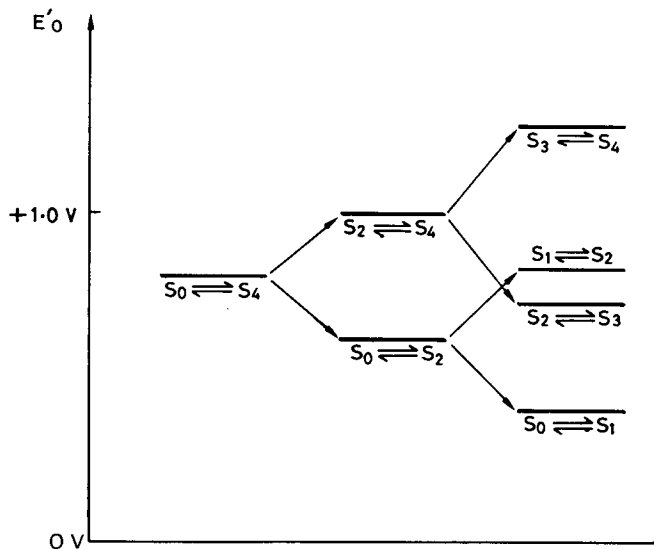 E′₀
S₃ ⇌ S₄
+1·0 V
S₂ ⇌ S₄
S₁ ⇌ S₂
S₀ ⇌ S₄
S₂ ⇌ S₃
S₀ ⇌ S₂
S₀ ⇌ S₁
0 V